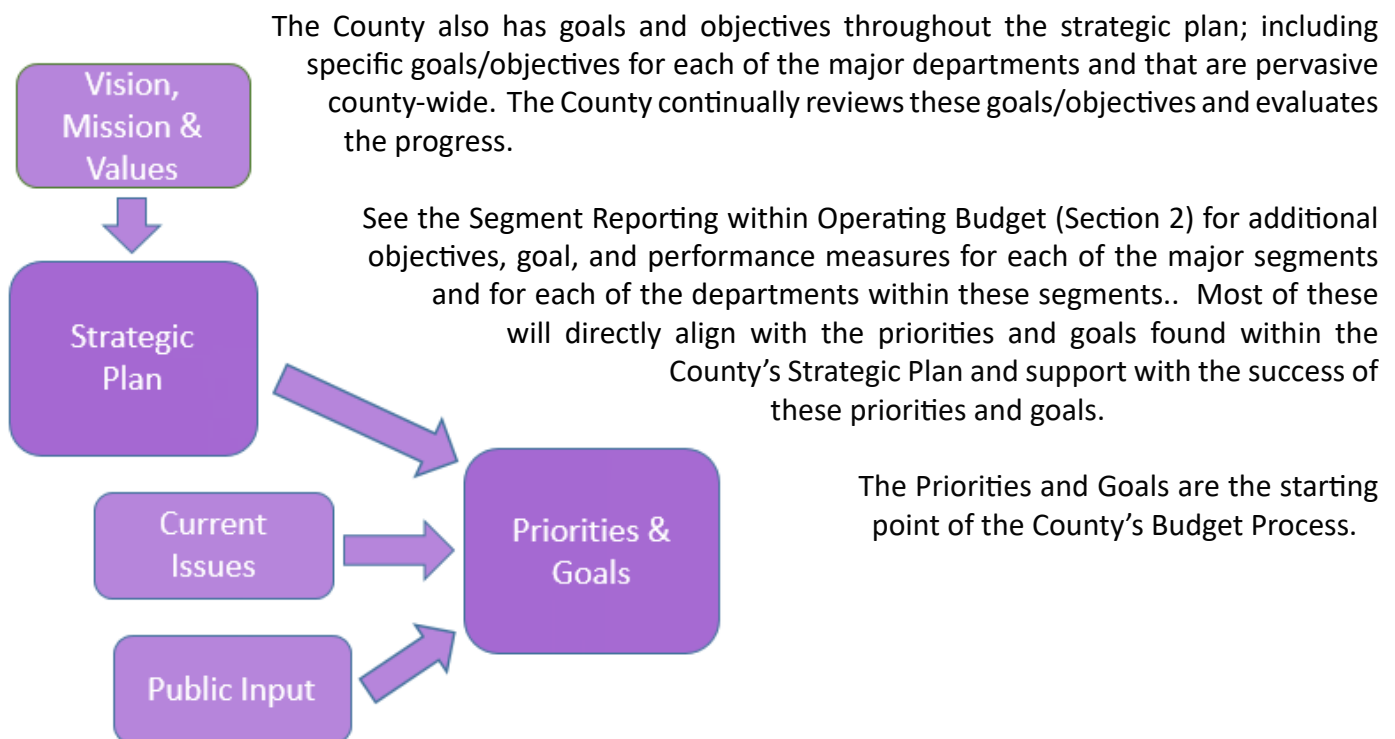 The County also has goals and objectives throughout the strategic plan; including
specific goals/objectives for each of the major departments and that are pervasive
county-wide. The County continually reviews these goals/objectives and evaluates
the progress.
See the Segment Reporting within Operating Budget (Section 2) for additional
objectives, goal, and performance measures for each of the major segments
and for each of the departments within these segments.. Most of these
will directly align with the priorities and goals found within the
County’s Strategic Plan and support with the success of
these priorities and goals.
The Priorities and Goals are the starting
point of the County’s Budget Process.
Vision,
Mission &
Values
Strategic
Plan
Current
Issues
Public Input
Priorities &
Goals